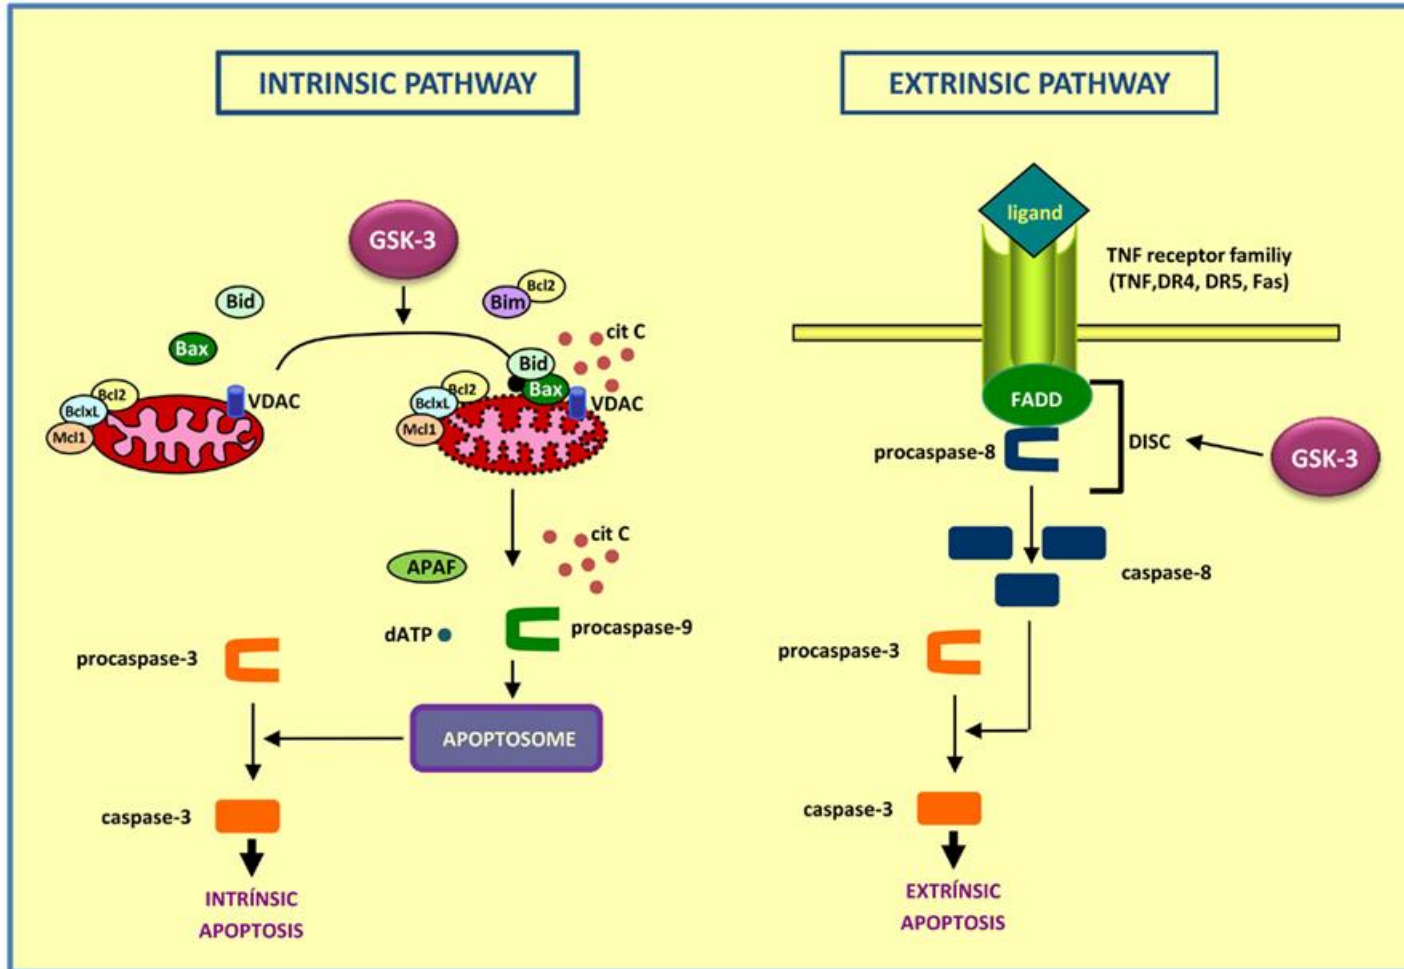 INTRINSIC PATHWAY
GSK-3
Bid
Bcl2
Bim
Bax
cit C
Bid
Bax
Bcl2
BclxL
Mcl1
VDAC
Bcl2
BclxL
Mcl1
VDAC
cit C
APAF
dATP
procaspase-9
procaspase-3
APOPTOSOME
caspase-3
INTRÍNSIC
APOPTOSIS
EXTRINSIC PATHWAY
ligand
TNF receptor familiy
(TNF,DR4, DR5, Fas)
FADD
procaspase-8
DISC
GSK-3
caspase-8
procaspase-3
caspase-3
EXTRÍNSIC
APOPTOSIS